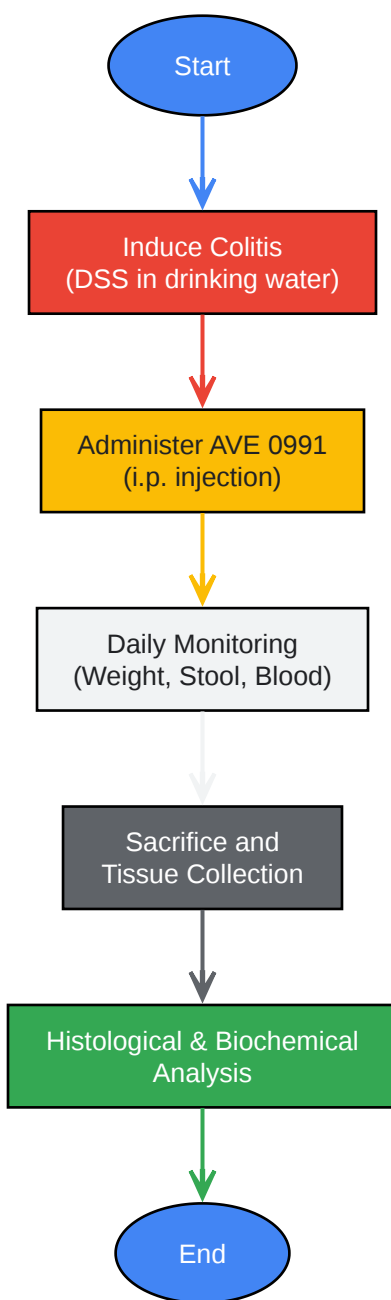 Start
Induce Colitis
(DSS in drinking water)
Administer AVE 0991
(i.p. injection)
Daily Monitoring
(Weight, Stool, Blood)
Sacrifice and
Tissue Collection
Histological & Biochemical
Analysis
End